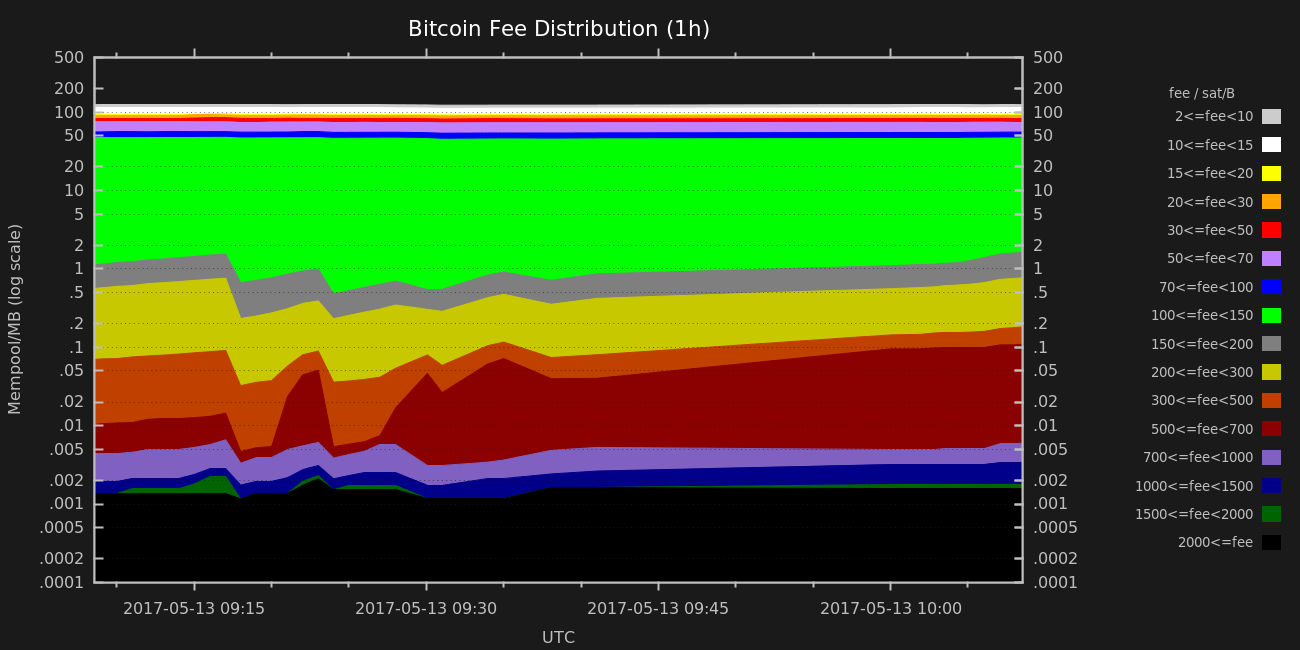 Bitcoin Fee Distribution (1h)
Mempool/MB (log scale)
500
200
100
50
20
10
5
2
1
.5
.2
.1
.05
.02
.01
.005
.002
.001
.0005
.0002
.0001
500
200
100
50
20
10
5
2
1
.5
.2
.1
.05
.02
.01
.005
.002
.001
.0005
.0002
.0001
fee / sat/B
2<=fee<10
10<=fee<15
15<=fee<20
20<=fee<30
30<=fee<50
50<=fee<70
70<=fee<100
100<=fee<150
150<=fee<200
200<=fee<300
300<=fee<500
500<=fee<700
700<=fee<1000
1000<=fee<1500
1500<=fee<2000
2000<=fee
2017-05-13 09:15 2017-05-13 09:30 2017-05-13 09:45 2017-05-13 10:00
UTC